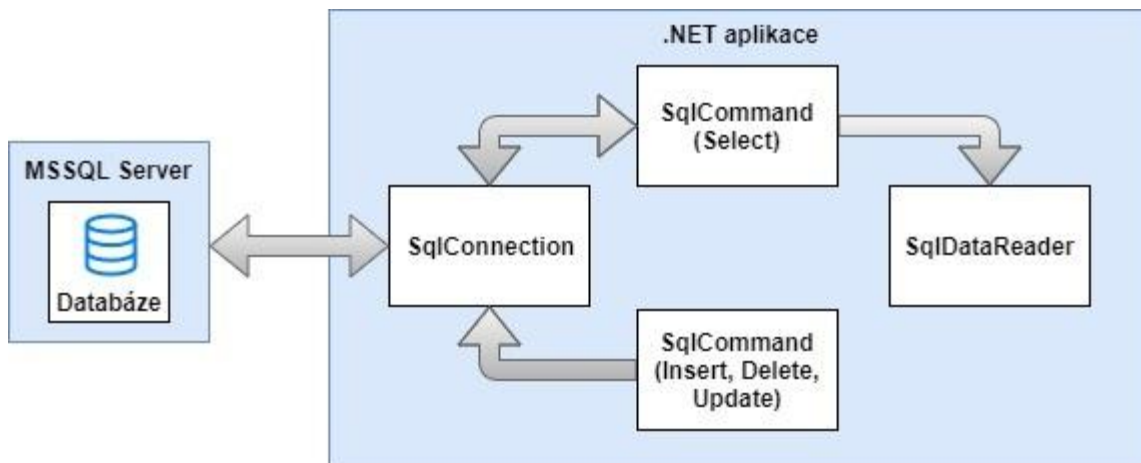 .NET aplikace
SqlCommand
(Select)
MSSQL Server
Databáze
SqlConnection
SqlDataReader
SqlCommand
(Insert, Delete,
Update)